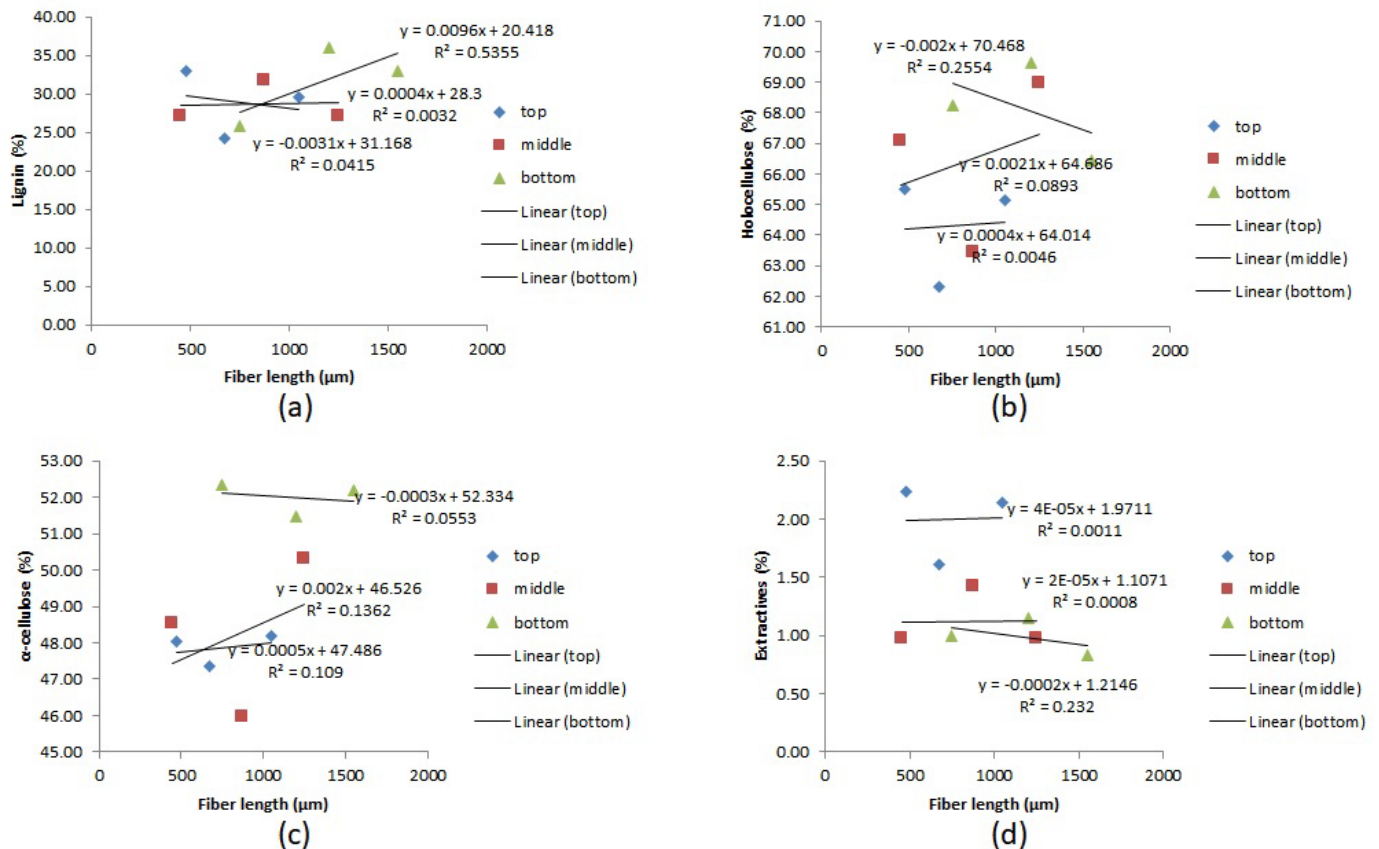 40.00
35.00
30.00
25.00
20.00
15.00
10.00
5.00
0.00
Lignin (%)
y = 0.0096x + 20.418
R² = 0.5355
y = 0.0004x + 28.3
R² = 0.0032
y = -0.0031x + 31.168
R² = 0.0415
0 500 1000 1500 2000
Fiber length (μm)
top
middle
bottom
Linear (top)
Linear (middle)
Linear (bottom)
(a)
71.00
70.00
69.00
68.00
67.00
66.00
65.00
64.00
63.00
62.00
61.00
Holocellulose (%)
y = -0.002x + 70.468
R² = 0.2554
y = 0.0021x + 64.686
R² = 0.0893
y = 0.0004x + 64.014
R² = 0.0046
0 500 1000 1500 2000
Fiber length (μm)
top
middle
bottom
Linear (top)
Linear (middle)
Linear (bottom)
(b)
53.00
52.00
51.00
50.00
49.00
48.00
47.00
46.00
45.00
α-cellulose (%)
y = -0.0003x + 52.334
R² = 0.0553
y = 0.002x + 46.526
R² = 0.1362
y = 0.0005x + 47.486
R² = 0.109
0 500 1000 1500 2000
Fiber length (μm)
top
middle
bottom
Linear (top)
Linear (middle)
Linear (bottom)
(c)
2.50
2.00
1.50
1.00
0.50
0.00
Extractives (%)
y = 4E-05x + 1.9711
R² = 0.0011
y = 2E-05x + 1.1071
R² = 0.0008
y = -0.0002x + 1.2146
R² = 0.232
0 500 1000 1500 2000
Fiber length (μm)
top
middle
bottom
Linear (top)
Linear (middle)
Linear (bottom)
(d)